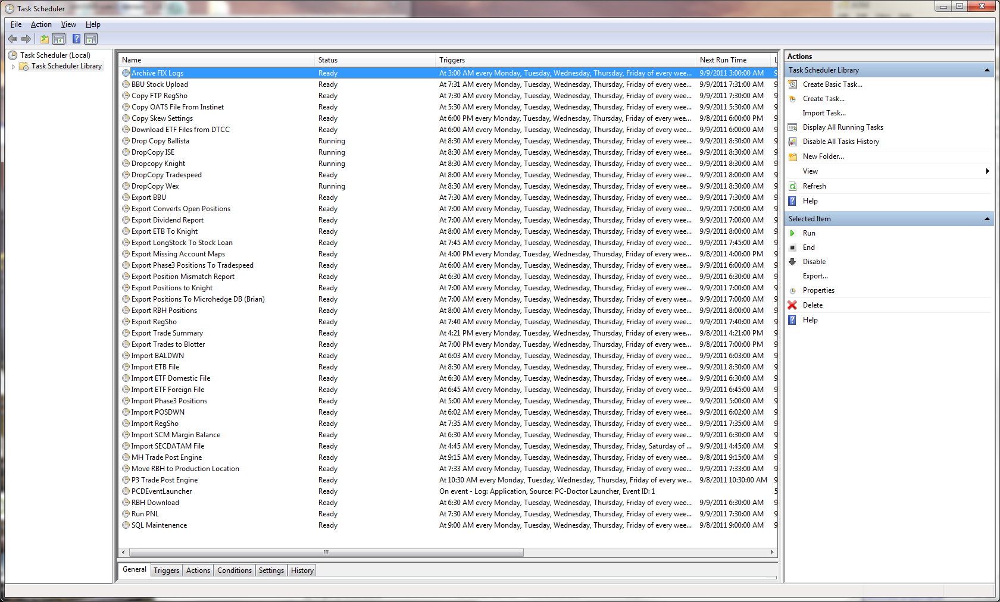 Task Scheduler
File Action View Help
Task Scheduler (Local)
Task Scheduler Library
Name Status Triggers Next Run Time L
Archive FIX Logs Ready At 3:00 AM every Monday, Tuesday, Wednesday, Thursday, Friday of every wee... 9/9/2011 3:00:00 AM 9
BBU Stock Upload Ready At 7:31 AM every Monday, Tuesday, Wednesday, Thursday, Friday of every wee... 9/9/2011 7:31:00 AM 9
Copy FTP RegSho Ready At 7:30 AM every Monday, Tuesday, Wednesday, Thursday, Friday of every wee... 9/9/2011 7:30:00 AM 9
Copy OATS File From Instinet Ready At 5:30 AM every Monday, Tuesday, Wednesday, Thursday, Friday of every wee... 9/9/2011 5:30:00 AM 9
Copy Skew Settings Ready At 6:00 PM every Monday, Tuesday, Wednesday, Thursday, Friday of every wee... 9/8/2011 6:00:00 PM 9
Download ETF Files from DTCC Ready At 6:00 AM every Monday, Tuesday, Wednesday, Thursday, Friday of every wee... 9/9/2011 6:00:00 AM 9
Drop Copy Ballista Running At 8:30 AM every Monday, Tuesday, Wednesday, Thursday, Friday of every wee... 9/9/2011 8:30:00 AM 9
DropCopy ISE Running At 8:30 AM every Monday, Tuesday, Wednesday, Thursday, Friday of every wee... 9/9/2011 8:30:00 AM 9
Dropcopy Knight Running At 8:30 AM every Monday, Tuesday, Wednesday, Thursday, Friday of every wee... 9/9/2011 8:30:00 AM 9
DropCopy Tradespeed Ready At 8:00 AM every Monday, Tuesday, Wednesday, Thursday, Friday of every wee... 9/9/2011 8:00:00 AM 9
DropCopy Wex Running At 8:30 AM every Monday, Tuesday, Wednesday, Thursday, Friday of every wee... 9/9/2011 8:30:00 AM 9
Export BBU Ready At 7:30 AM every Monday, Tuesday, Wednesday, Thursday, Friday of every wee... 9/9/2011 7:30:00 AM 9
Export Converts Open Positions Ready At 7:00 AM every Monday, Tuesday, Wednesday, Thursday, Friday of every wee... 9/9/2011 7:00:00 AM 9
Export Dividend Report Ready At 7:00 AM every Monday, Tuesday, Wednesday, Thursday, Friday of every wee... 9/9/2011 7:00:00 AM 9
Export ETB To Knight Ready At 8:00 AM every Monday, Tuesday, Wednesday, Thursday, Friday of every wee... 9/9/2011 8:00:00 AM 9
Export LongStock To Stock Loan Ready At 7:45 AM every Monday, Tuesday, Wednesday, Thursday, Friday of every wee... 9/9/2011 7:45:00 AM 9
Export Missing Account Maps Ready At 4:00 PM every Monday, Tuesday, Wednesday, Thursday, Friday of every wee... 9/8/2011 4:00:00 PM 9
Export Phase3 Positions To Tradespeed Ready At 6:00 AM every Monday, Tuesday, Wednesday, Thursday, Friday of every wee... 9/9/2011 6:00:00 AM 9
Export Position Mismatch Report Ready At 6:30 AM every Monday, Tuesday, Wednesday, Thursday, Friday of every wee... 9/9/2011 6:30:00 AM 9
Export Positions to Knight Ready At 7:00 AM every Monday, Tuesday, Wednesday, Thursday, Friday of every wee... 9/9/2011 7:00:00 AM 9
Export Positions To Microhedge DB (Brian) Ready At 7:00 AM every Monday, Tuesday, Wednesday, Thursday, Friday of every wee... 9/9/2011 7:00:00 AM 9
Export RBH Positions Ready At 8:00 AM every Monday, Tuesday, Wednesday, Thursday, Friday of every wee... 9/9/2011 8:00:00 AM 9
Export RegSho Ready At 7:40 AM every Monday, Tuesday, Wednesday, Thursday, Friday of every wee... 9/9/2011 7:40:00 AM 9
Export Trade Summary Ready At 4:21 PM every Monday, Tuesday, Wednesday, Thursday, Friday of every wee... 9/8/2011 4:21:00 PM 9
Export Trades to Blotter Ready At 7:00 PM every Monday, Tuesday, Wednesday, Thursday, Friday of every wee... 9/8/2011 7:00:00 PM 9
Import BALDWN Ready At 6:03 AM every Monday, Tuesday, Wednesday, Thursday, Friday of every wee... 9/9/2011 6:03:00 AM 9
Import ETB File Ready At 8:30 AM every Monday, Tuesday, Wednesday, Thursday, Friday of every wee... 9/9/2011 8:30:00 AM 9
Import ETF Domestic File Ready At 6:30 AM every Monday, Tuesday, Wednesday, Thursday, Friday of every wee... 9/9/2011 6:30:00 AM 9
Import ETF Foreign File Ready At 6:45 AM every Monday, Tuesday, Wednesday, Thursday, Friday of every wee... 9/9/2011 6:45:00 AM 9
Import Phase3 Positions Ready At 5:00 AM every Monday, Tuesday, Wednesday, Thursday, Friday of every wee... 9/9/2011 5:00:00 AM 9
Import POSDWN Ready At 6:02 AM every Monday, Tuesday, Wednesday, Thursday, Friday of every wee... 9/9/2011 6:02:00 AM 9
Import RegSho Ready At 7:35 AM every Monday, Tuesday, Wednesday, Thursday, Friday of every wee... 9/9/2011 7:35:00 AM 9
Import SCM Margin Balance Ready At 6:30 AM every Monday, Tuesday, Wednesday, Thursday, Friday of every wee... 9/9/2011 6:30:00 AM 9
Import SECDATAM File Ready At 4:45 AM every Monday, Tuesday, Wednesday, Thursday, Friday, Saturday of ... 9/9/2011 4:45:00 AM 9
MH Trade Post Engine Ready At 9:15 AM every Monday, Tuesday, Wednesday, Thursday, Friday of every wee... 9/8/2011 9:15:00 AM 9
Move RBH to Production Location Ready At 7:33 AM every Monday, Tuesday, Wednesday, Thursday, Friday of every wee... 9/9/2011 7:33:00 AM 9
P3 Trade Post Engine Ready At 10:30 AM every Monday, Tuesday, Wednesday, Thursday, Friday of every we... 9/8/2011 10:30:00 AM 9
PCDEventLauncher Ready On event - Log: Application, Source: PC-Doctor Launcher, Event ID: 1 5
RBH Download Ready At 6:30 AM every Monday, Tuesday, Wednesday, Thursday, Friday of every wee... 9/9/2011 6:30:00 AM 9
Run PNL Ready At 7:30 AM every Monday, Tuesday, Wednesday, Thursday, Friday of every wee... 9/9/2011 7:30:00 AM 9
SQL Maintenence Ready At 9:00 AM every Monday, Tuesday, Wednesday, Thursday, Friday of every wee... 9/8/2011 9:00:00 AM 9
General Triggers Actions Conditions Settings History
Actions
Task Scheduler Library
Create Basic Task...
Create Task...
Import Task...
Display All Running Tasks
Disable All Tasks History
New Folder...
View
Refresh
Help
Selected Item
Run
End
Disable
Export...
Properties
Delete
Help